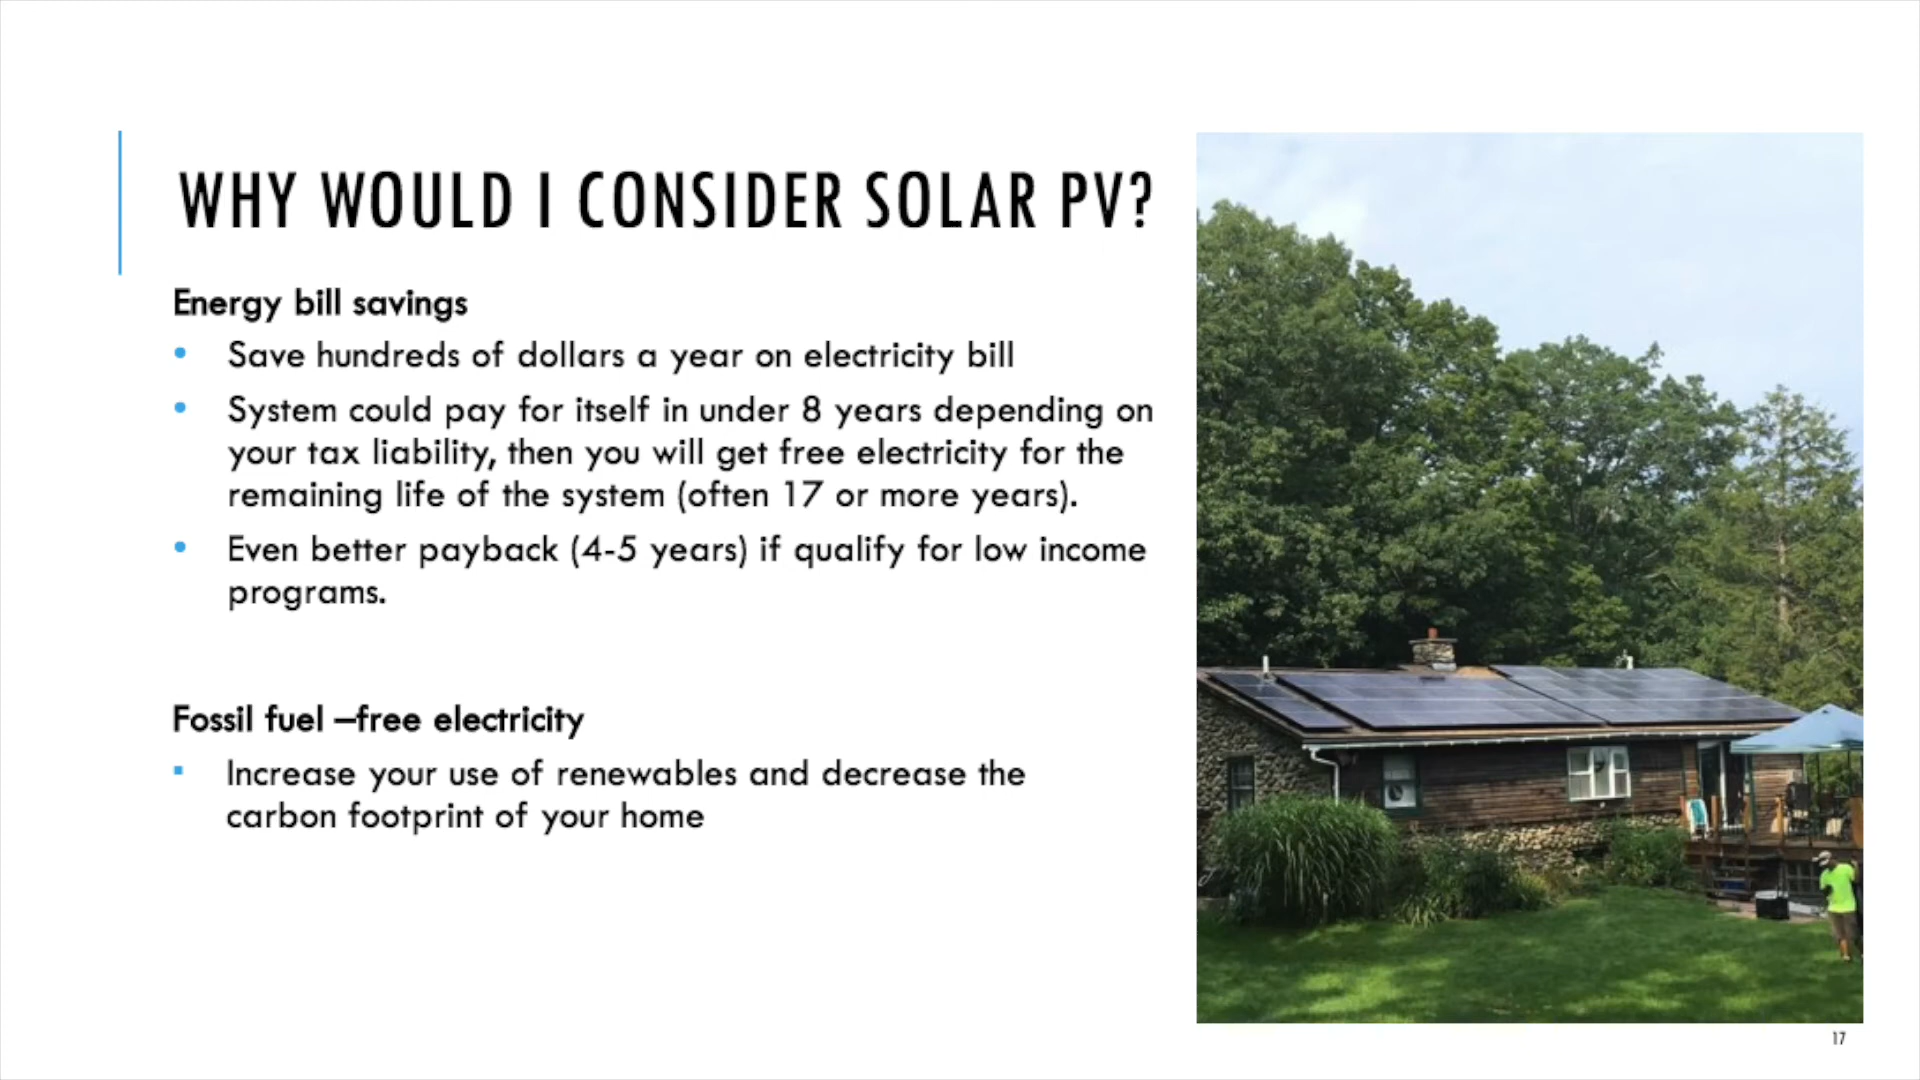 WHY WOULD I CONSIDER SOLAR PV?
Energy bill savings
• Save hundreds of dollars a year on electricity bill
• System could pay for itself in under 8 years depending on
your tax liability, then you will get free electricity for the
remaining life of the system (often 17 or more years).
• Even better payback (4-5 years) if qualify for low income
programs.
Fossil fuel –free electricity
▪ Increase your use of renewables and decrease the
carbon footprint of your home
17